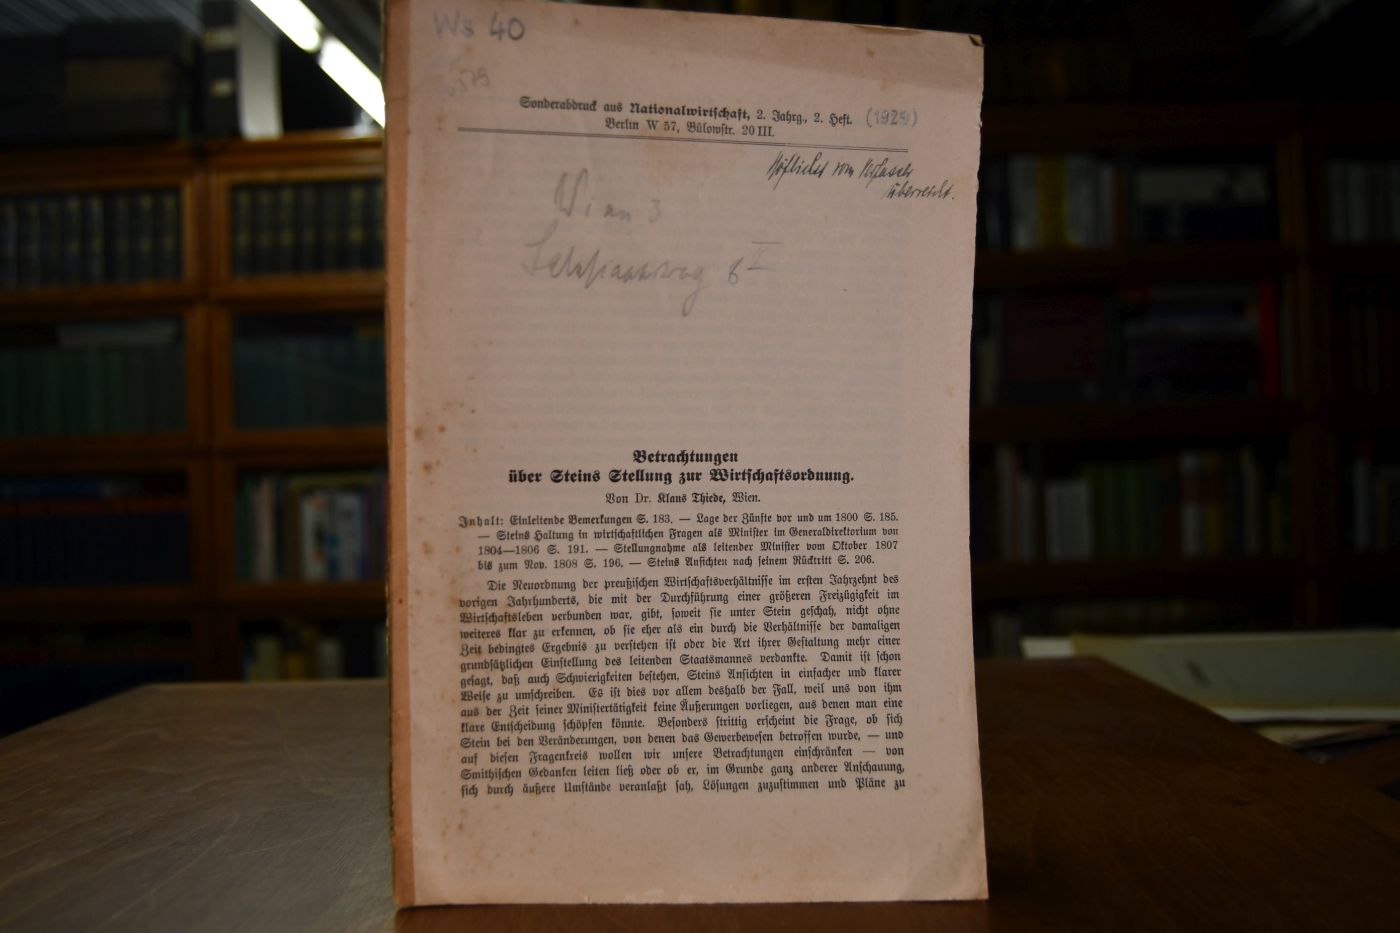 Ws 40
579
Sonderabdruck aus Nationalwirtschaft, 2. Jahrg., 2. Heft. (1929)
Berlin W 57, Bülowstr. 20 III.
Höflichst vom Verfasser
überreicht.
Wien 3
6 I
Betrachtungen
über Steins Stellung zur Wirtschaftsordnung.
Von Dr. Klaus Thiede, Wien.
Inhalt: Einleitende Bemerkungen S. 183. — Lage der Zünfte vor und um 1800 S. 185.
— Steins Haltung in wirtschaftlichen Fragen als Minister im Generaldirektorium von
1804—1806 S. 191. — Stellungnahme als leitender Minister vom Oktober 1807
bis zum Nov. 1808 S. 196. — Steins Ansichten nach seinem Rücktritt S. 206.
Die Neuordnung der preußischen Wirtschaftsverhältnisse im ersten Jahrzehnt des
vorigen Jahrhunderts, die mit der Durchführung einer größeren Freizügigkeit im
Wirtschaftsleben verbunden war, gibt, soweit sie unter Stein geschah, nicht ohne
weiteres klar zu erkennen, ob sie eher als ein durch die Verhältnisse der damaligen
Zeit bedingtes Ergebnis zu verstehen ist oder die Art ihrer Gestaltung mehr einer
grundsätzlichen Einstellung des leitenden Staatsmannes verdankte. Damit ist schon
gesagt, daß auch Schwierigkeiten bestehen, Steins Ansichten in einfacher und klarer
Weise zu umschreiben. Es ist dies vor allem deshalb der Fall, weil uns von ihm
aus der Zeit seiner Ministertätigkeit keine Äußerungen vorliegen, aus denen man eine
klare Entscheidung schöpfen könnte. Besonders strittig erscheint die Frage, ob sich
Stein bei den Veränderungen, von denen das Gewerbewesen betroffen wurde, — und
auf diesen Fragenkreis wollen wir unsere Betrachtungen einschränken — von
Smithischen Gedanken leiten ließ oder ob er, im Grunde ganz anderer Anschauung,
sich durch äußere Umstände veranlaßt sah, Lösungen zuzustimmen und Pläne zu